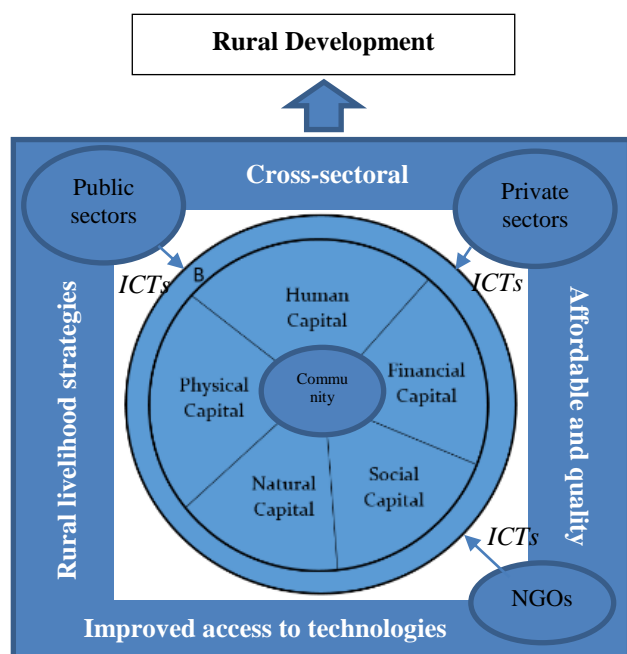 Rural Development
Public
sectors
Cross-sectoral
Private
sectors
ICTs
B
ICTs
Human
Capital
Rural livelihood strategies
Physical
Capital
Commu
nity
Financial
Capital
Affordable and quality
Natural
Capital
Social
Capital
ICTs
NGOs
Improved access to technologies